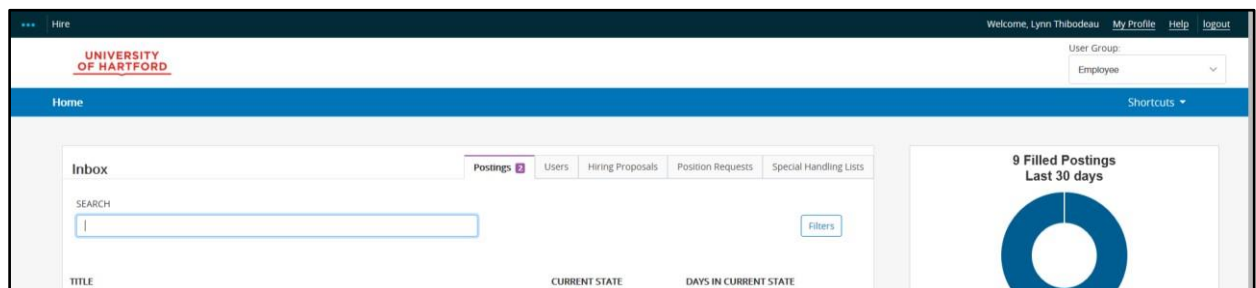 Hire
Welcome, Lynn Thibodeau My Profile Help logout
UNIVERSITY
OF HARTFORD
User Group:
Employee
Home
Shortcuts
Inbox
Postings 2 Users Hiring Proposals Position Requests Special Handling Lists
SEARCH
Filters
TITLE CURRENT STATE DAYS IN CURRENT STATE
9 Filled Postings
Last 30 days